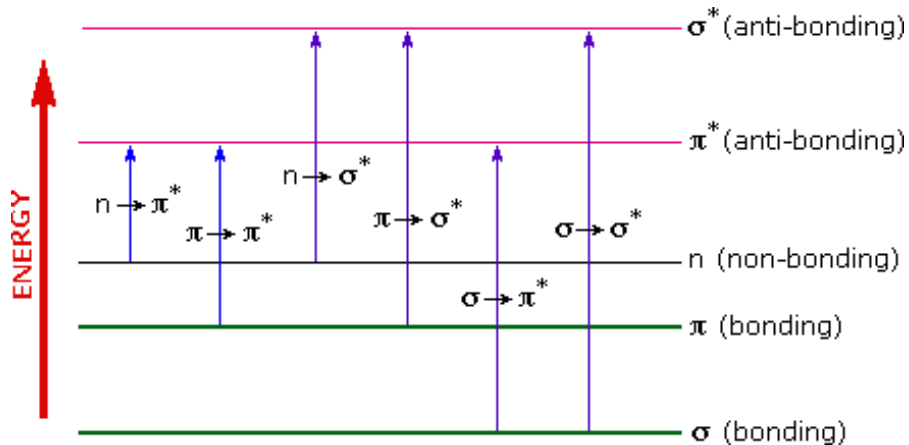 σ* (anti-bonding)
π* (anti-bonding)
n → σ*
n → π*
π → σ*
π → π*
σ → σ*
n (non-bonding)
σ → π*
π (bonding)
σ (bonding)
ENERGY